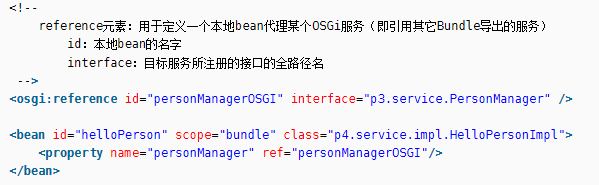 <!--
reference元素：用于定义一个本地bean代理某个OSGi服务（即引用其它Bundle导出的服务）
id：本地bean的名字
interface：目标服务所注册的接口的全路径名
-->
<osgi:reference id="personManagerOSGI" interface="p3.service.PersonManager" />
<bean id="helloPerson" scope="bundle" class="p4.service.impl.HelloPersonImpl">
<property name="personManager" ref="personManagerOSGI"/>
</bean>